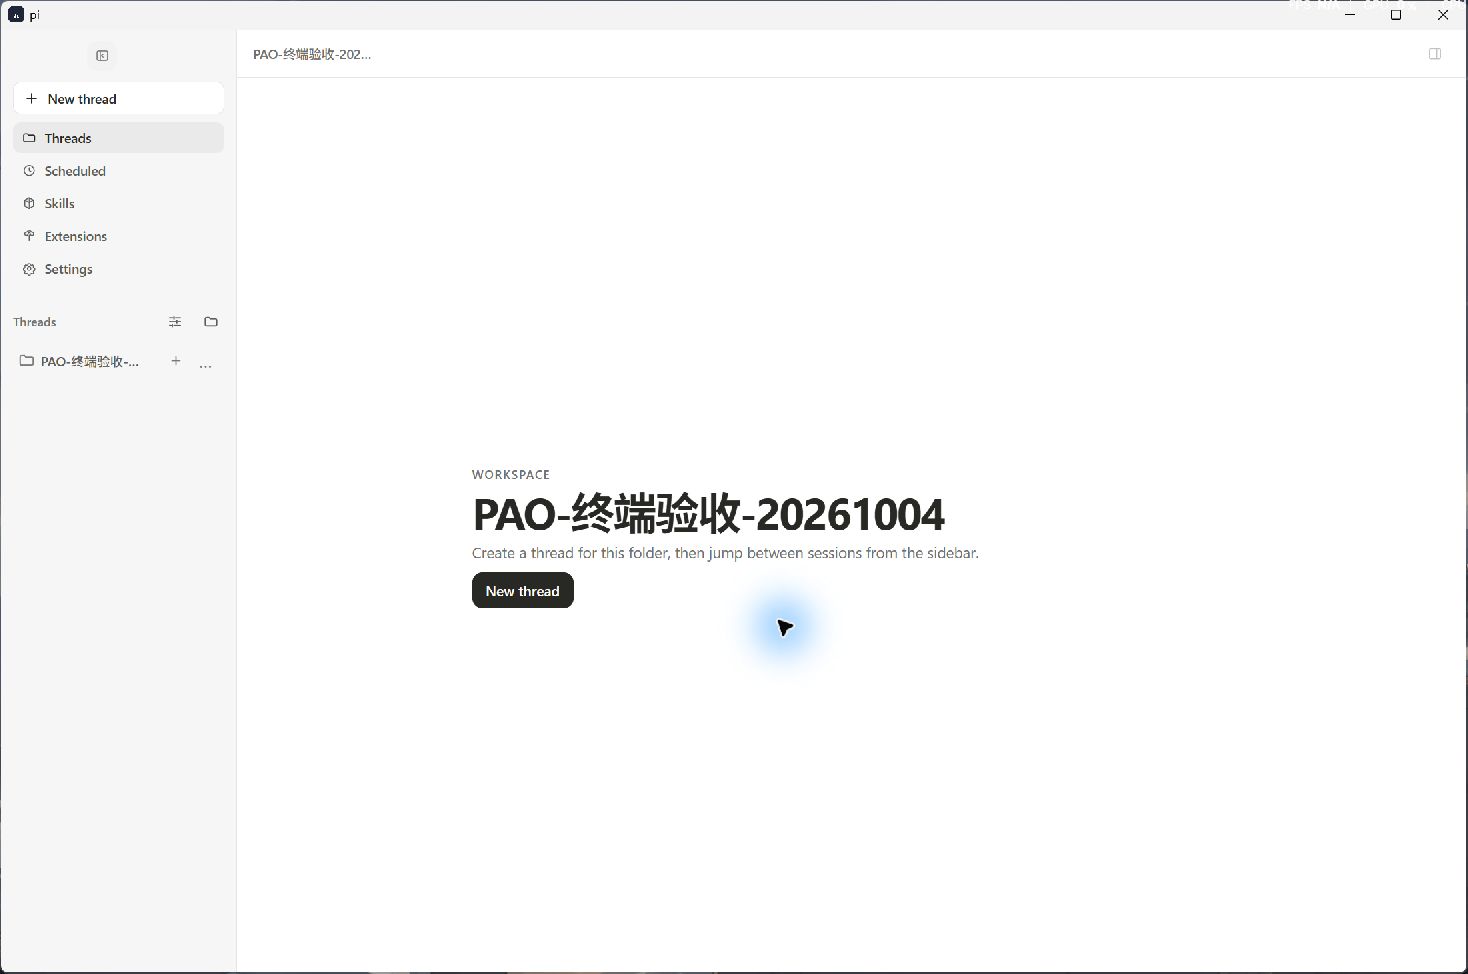 pi
New thread
Threads
Scheduled
Skills
Extensions
Settings
Threads
PAO-终端验收-...
PAO-终端验收-202...
WORKSPACE
PAO-终端验收-20261004
Create a thread for this folder, then jump between sessions from the sidebar.
New thread